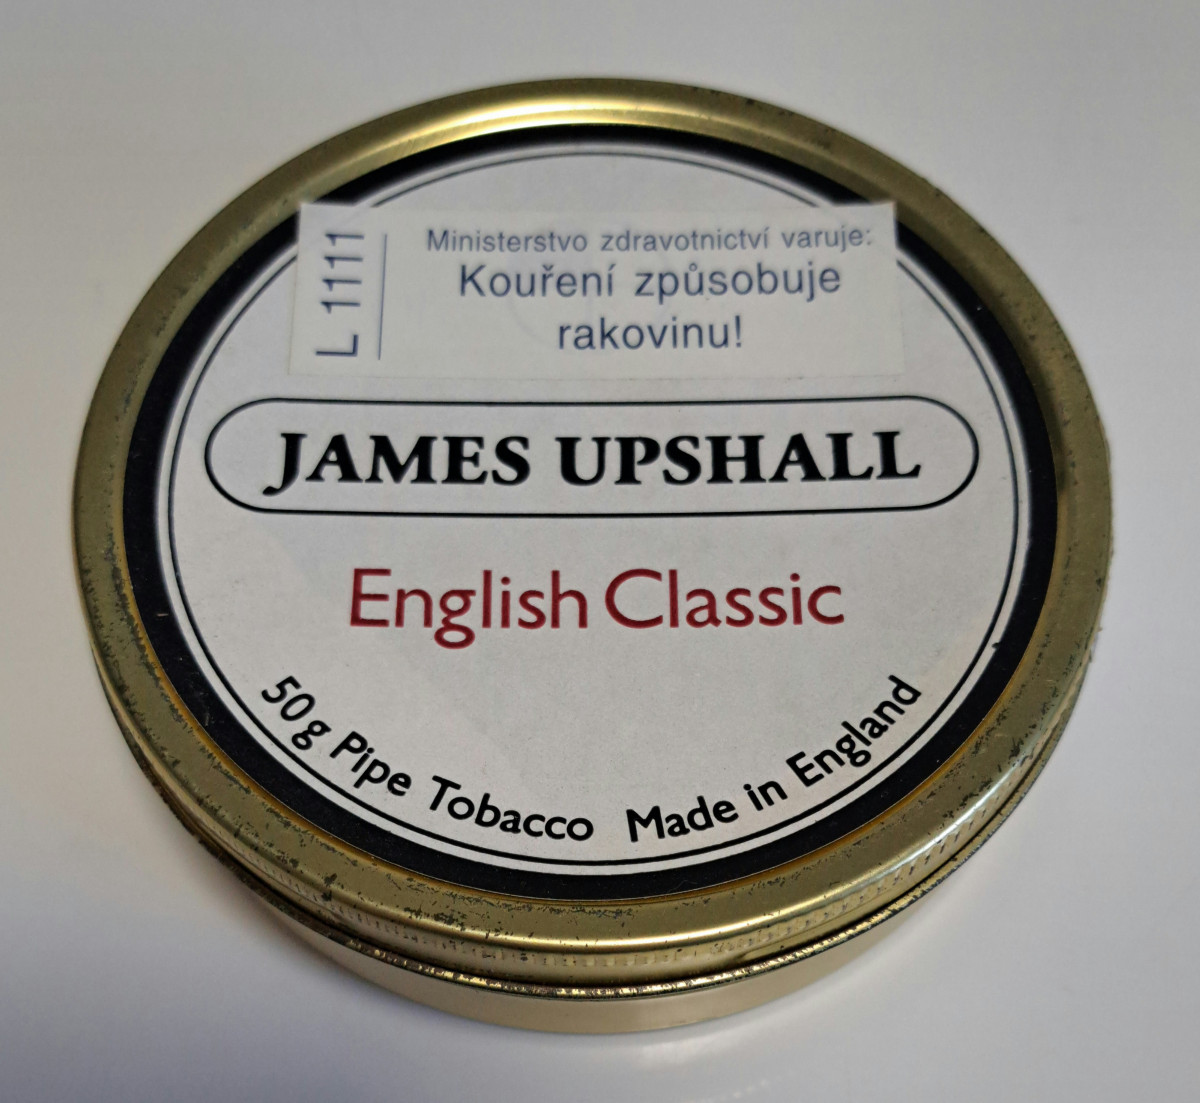 L 1111
Ministerstvo zdravotnictví varuje:
Kouření způsobuje
rakovinu!
JAMES UPSHALL
English Classic
50g Pipe Tobacco Made in England